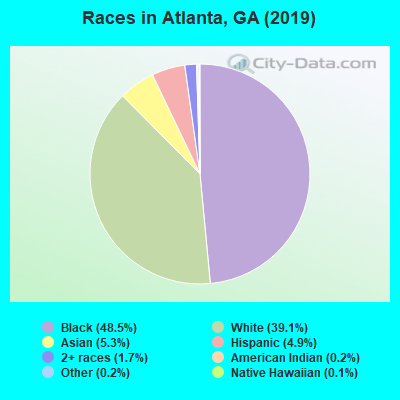 Races in Atlanta, GA (2019)
City-Data.com
Black (48.5%)
White (39.1%)
Asian (5.3%)
Hispanic (4.9%)
2+ races (1.7%)
American Indian (0.2%)
Other (0.2%)
Native Hawaiian (0.1%)